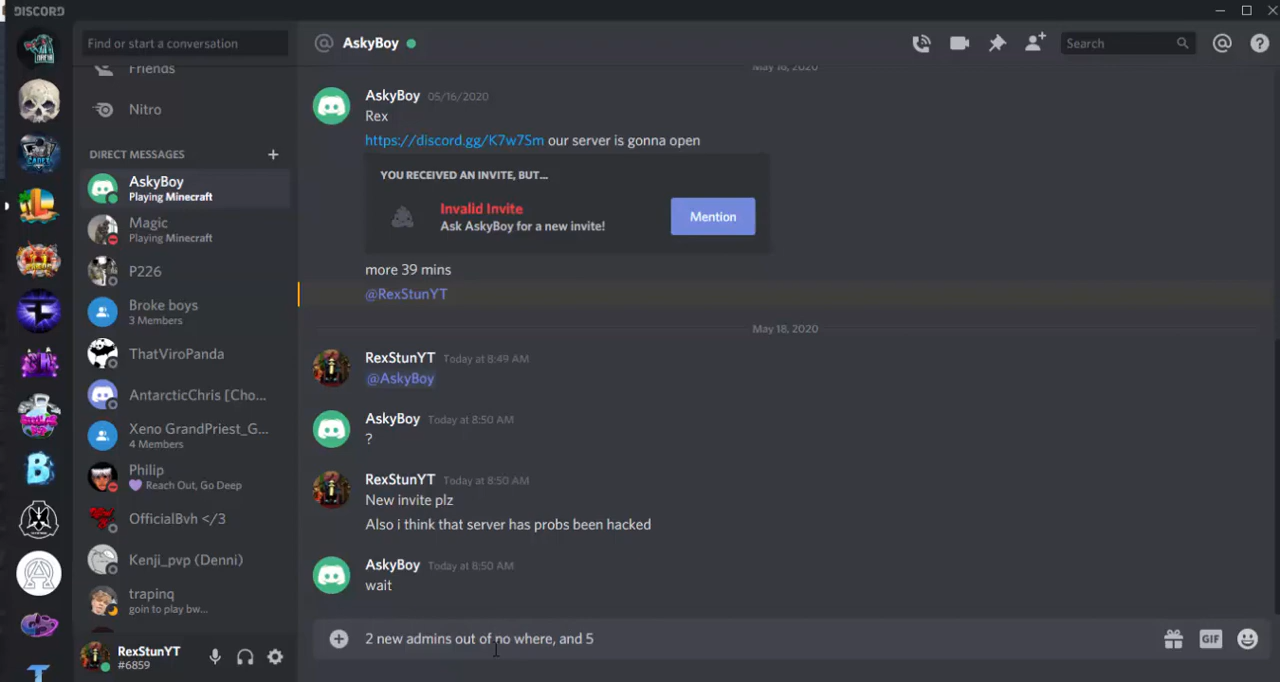 DISCORD
Find or start a conversation
Friends
Nitro
DIRECT MESSAGES
AskyBoy
Playing Minecraft
Magic
Playing Minecraft
P226
Broke boys
3 Members
ThatViroPanda
AntarcticChris [Cho...
Xeno GrandPriest_G...
4 Members
Philip
💜 Reach Out, Go Deep
OfficialBvh </3
Kenji_pvp (Denni)
trapinq
goin to play bw...
RexStunYT
#6859
@ AskyBoy
Search
May 16, 2020
AskyBoy 05/16/2020
Rex
https://discord.gg/K7w7Sm our server is gonna open
YOU RECEIVED AN INVITE, BUT...
Invalid Invite
Ask AskyBoy for a new invite!
Mention
more 39 mins
@RexStunYT
May 18, 2020
RexStunYT Today at 8:49 AM
@AskyBoy
AskyBoy Today at 8:50 AM
?
RexStunYT Today at 8:50 AM
New invite plz
Also i think that server has probs been hacked
AskyBoy Today at 8:50 AM
wait
2 new admins out of no where, and 5
GIF